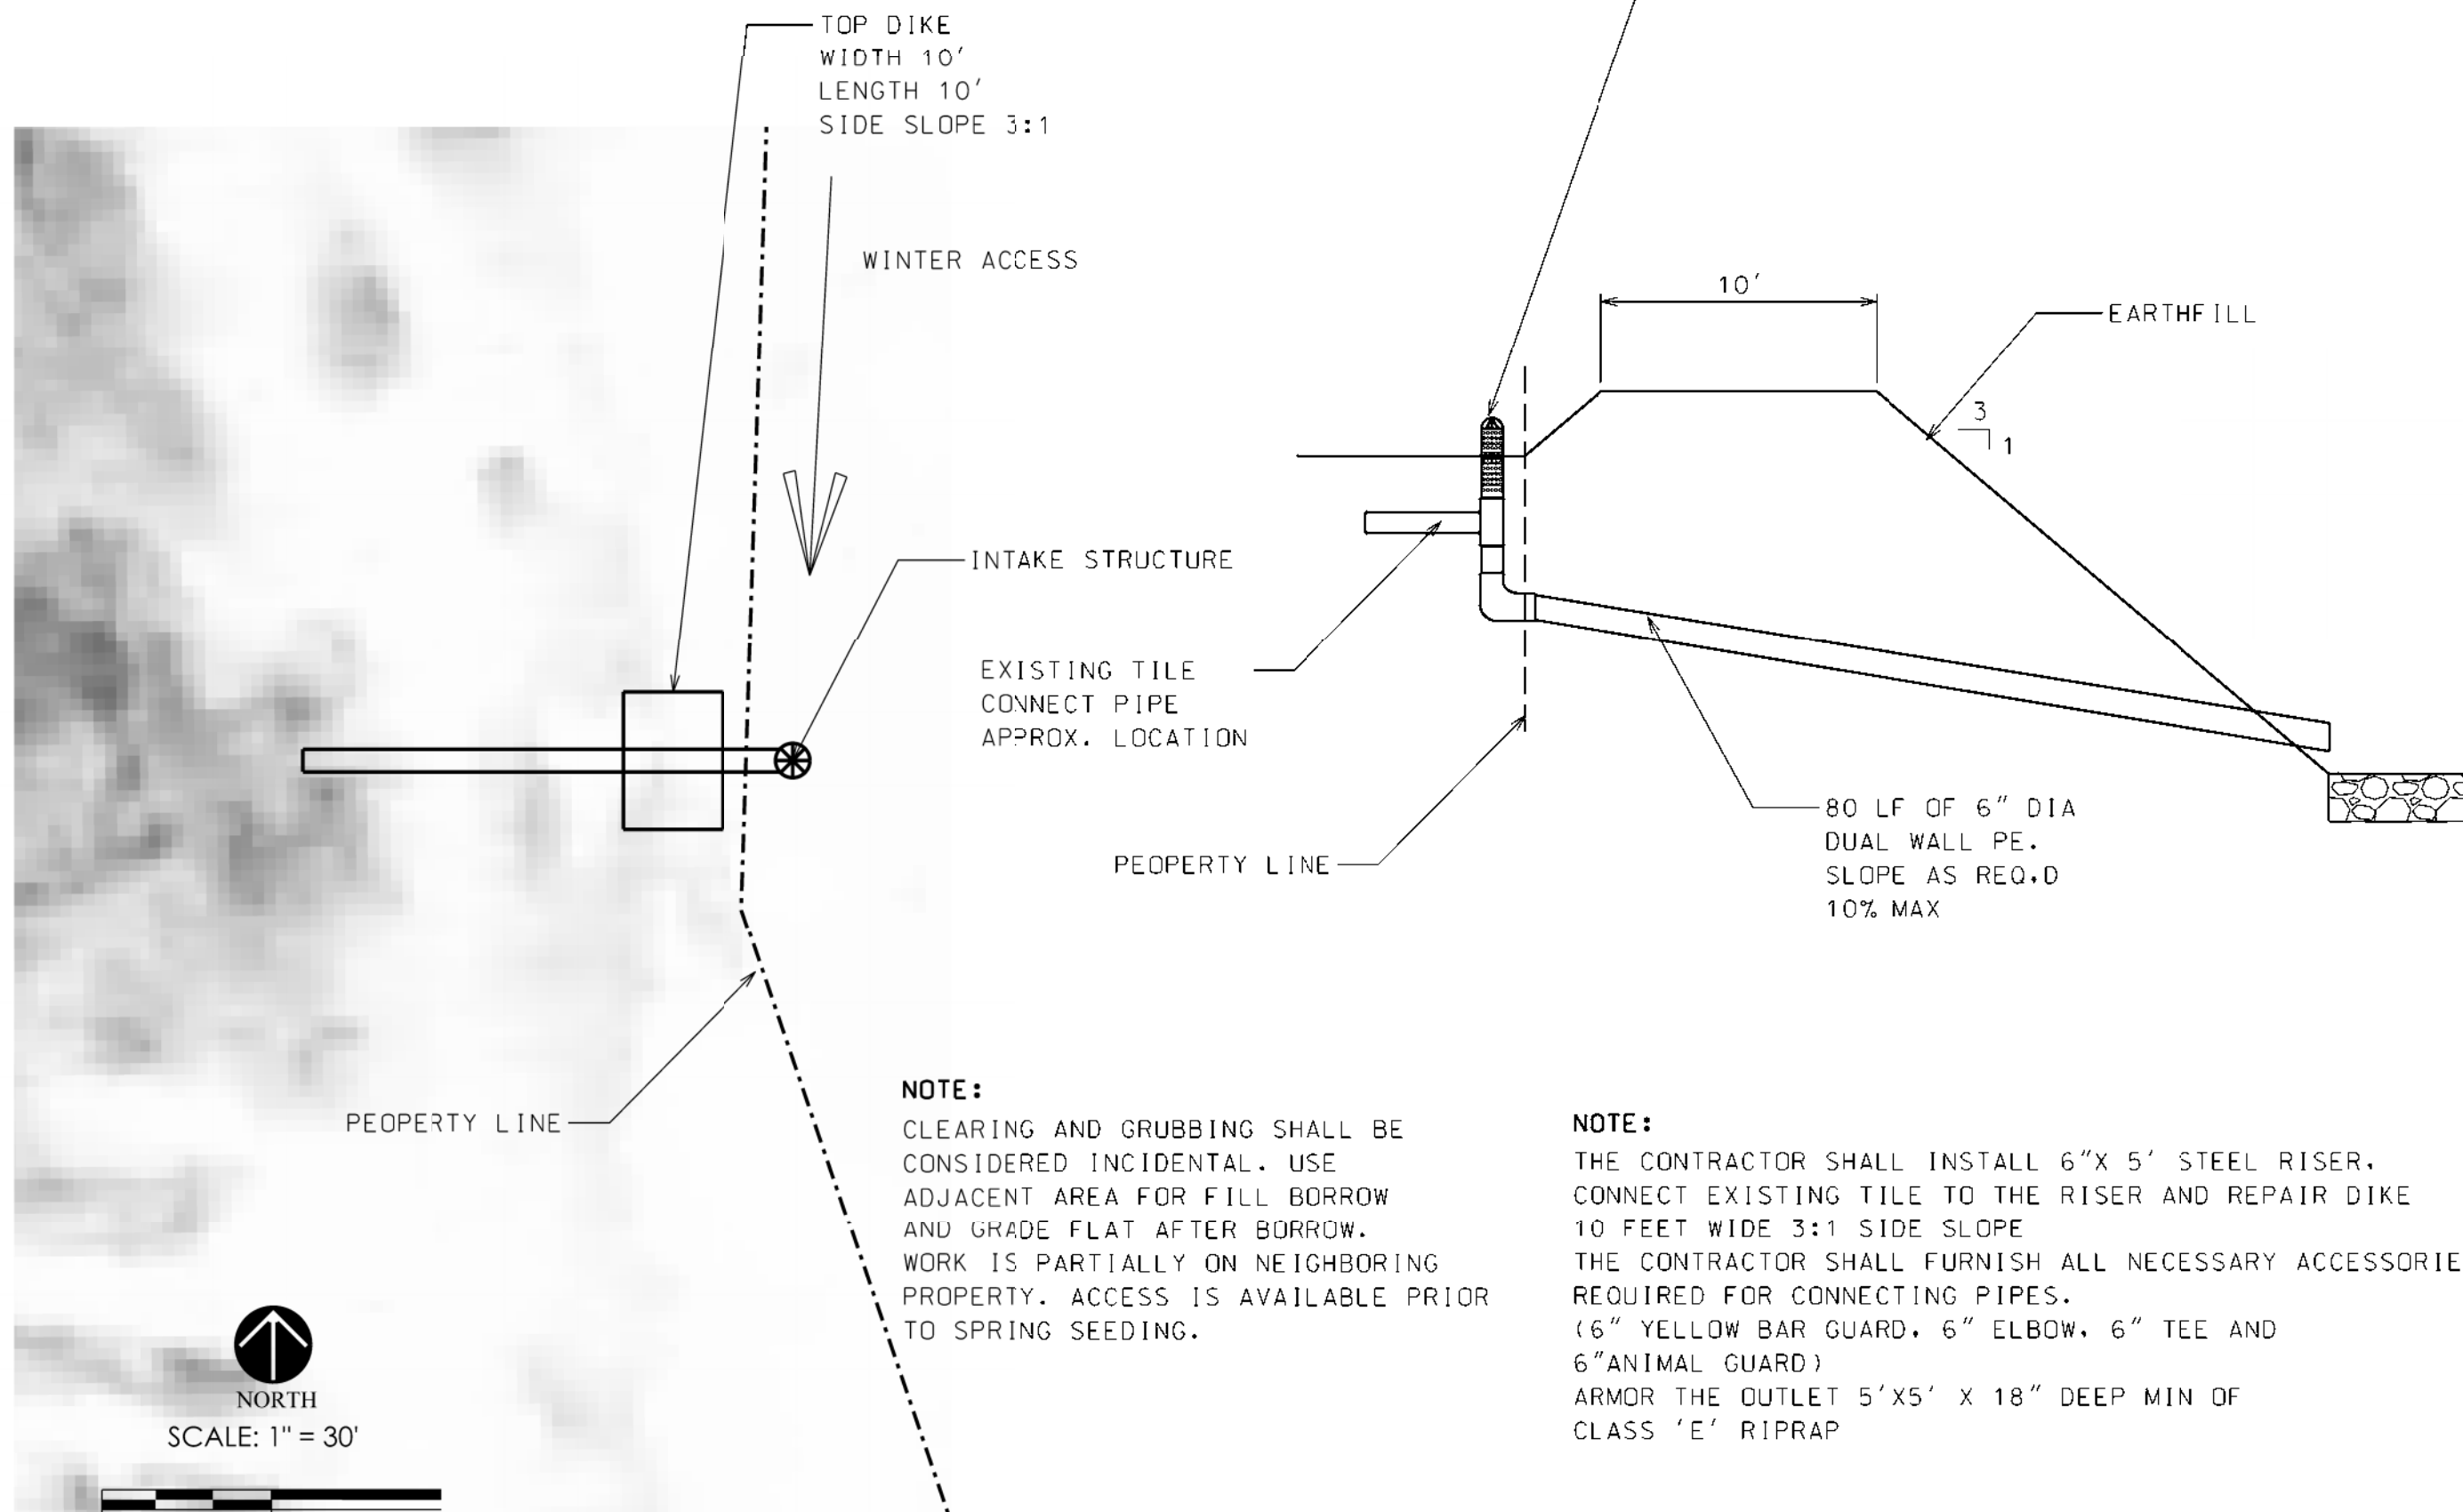 TOP DIKE
WIDTH 10'
LENGTH 10'
SIDE SLOPE 3:1
WINTER ACCESS
INTAKE STRUCTURE
10'
EARTHFILL
3
1
EXISTING TILE
CONNECT PIPE
APPROX. LOCATION
PEOPERTY LINE
80 LF OF 6" DIA
DUAL WALL PE.
SLOPE AS REQ.D
10% MAX
PEOPERTY LINE
NOTE:
CLEARING AND GRUBBING SHALL BE
CONSIDERED INCIDENTAL. USE
ADJACENT AREA FOR FILL BORROW
AND GRADE FLAT AFTER BORROW.
WORK IS PARTIALLY ON NEIGHBORING
PROPERTY. ACCESS IS AVAILABLE PRIOR
TO SPRING SEEDING.
NOTE:
THE CONTRACTOR SHALL INSTALL 6"X 5' STEEL RISER,
CONNECT EXISTING TILE TO THE RISER AND REPAIR DIKE
10 FEET WIDE 3:1 SIDE SLOPE
THE CONTRACTOR SHALL FURNISH ALL NECESSARY ACCESSORIE
REQUIRED FOR CONNECTING PIPES.
(6" YELLOW BAR GUARD, 6" ELBOW, 6" TEE AND
6"ANIMAL GUARD)
ARMOR THE OUTLET 5'X5' X 18" DEEP MIN OF
CLASS 'E' RIPRAP
NORTH
SCALE: 1" = 30'